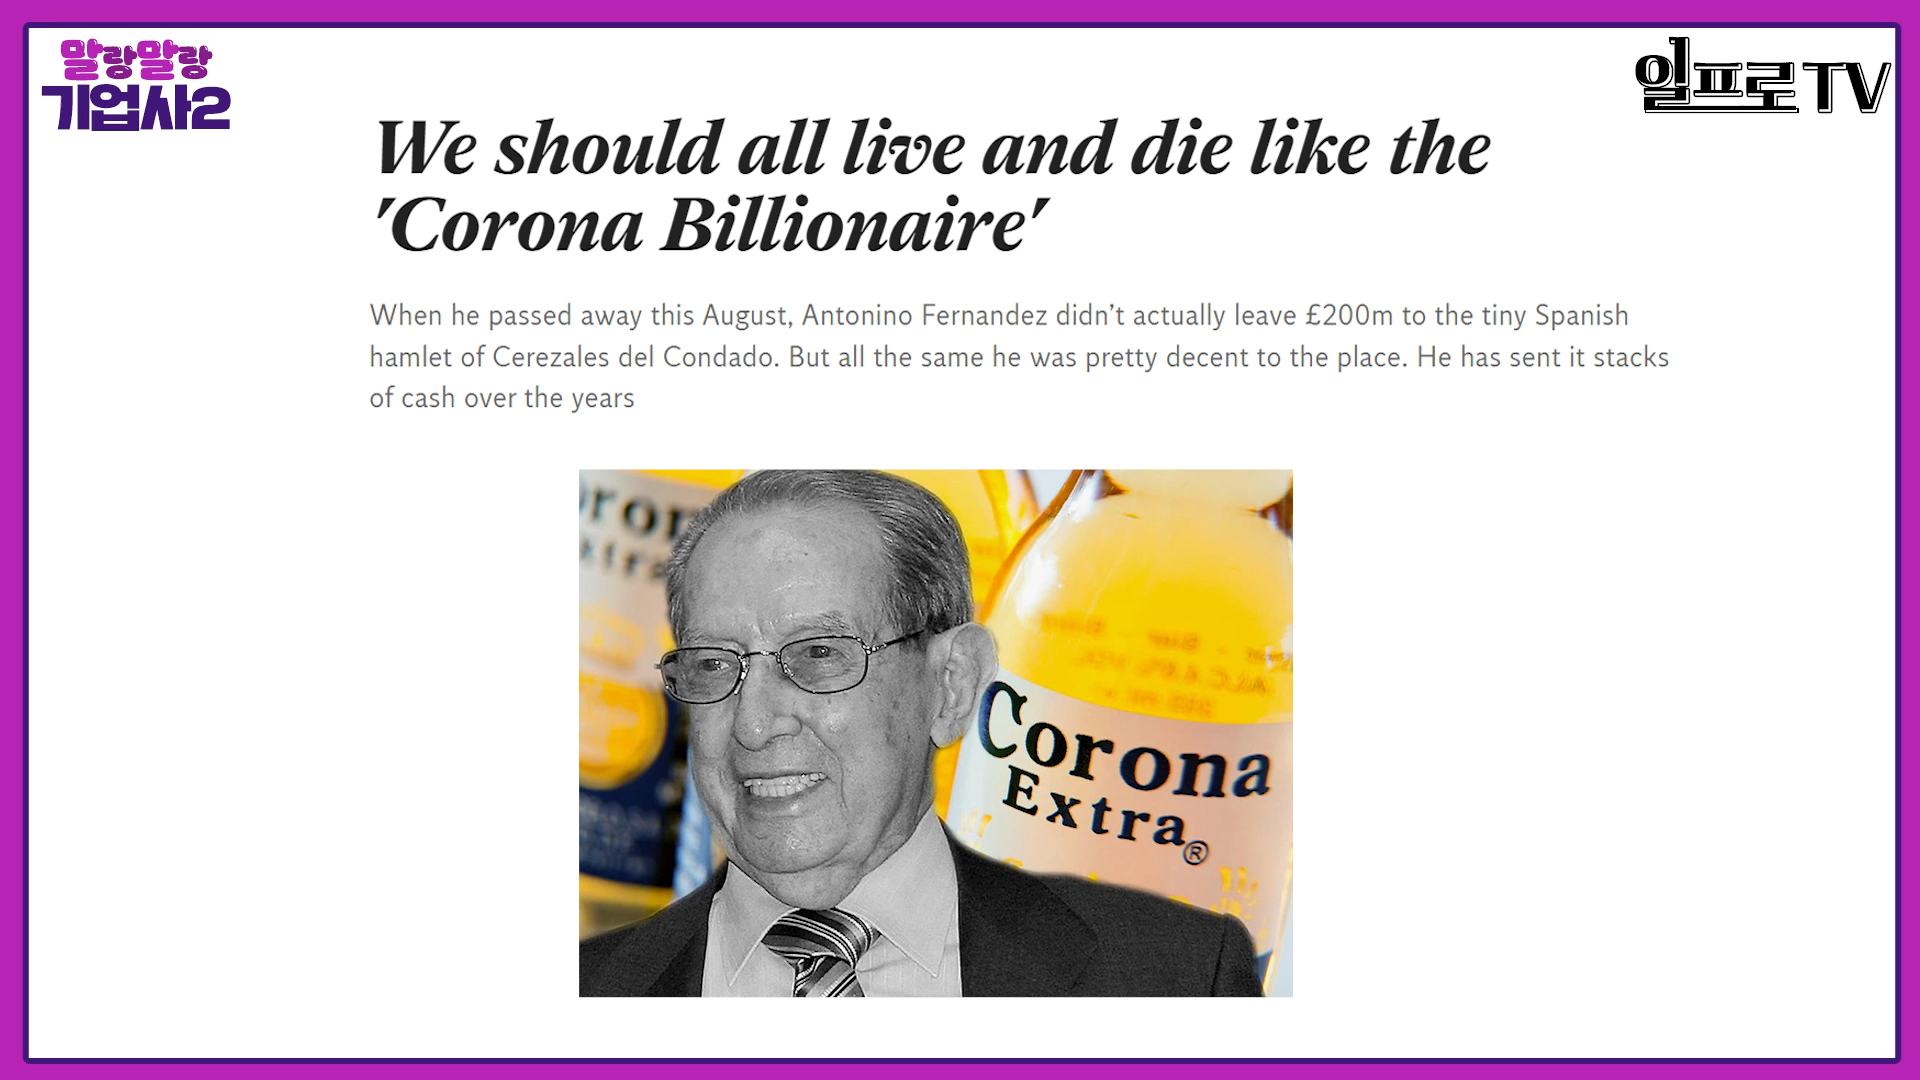 말랑말랑
기업사2
일프로 TV
We should all live and die like the
'Corona Billionaire'
When he passed away this August, Antonino Fernandez didn't actually leave £200m to the tiny Spanish
hamlet of Cerezales del Condado. But all the same he was pretty decent to the place. He has sent it stacks
of cash over the years
Corona
Extra®